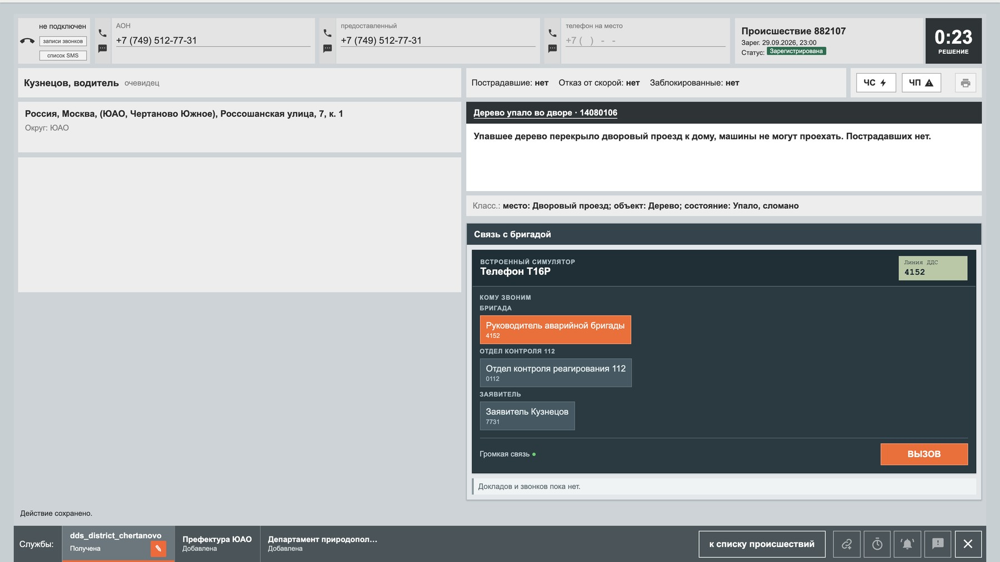 не подключен
записи звонков
список SMS
АОН
+7 (749) 512-77-31
предоставленный
+7 (749) 512-77-31
телефон на место
+7 ( ) - -
Происшествие 882107
Зарег. 29.09.2026, 23:00
Статус: Зарегистрирована
0:23
РЕШЕНИЕ
Кузнецов, водитель очевидец
Пострадавшие: нет Отказ от скорой: нет Заблокированные: нет
ЧС
ЧП
Россия, Москва, (ЮАО, Чертаново Южное), Россошанская улица, 7, к. 1
Округ: ЮАО
Дерево упало во дворе · 14080106
Упавшее дерево перекрыло дворовый проезд к дому, машины не могут проехать. Пострадавших нет.
Класс.: место: Дворовый проезд; объект: Дерево; состояние: Упало, сломано
Связь с бригадой
ВСТРОЕННЫЙ СИМУЛЯТОР
Телефон Т16Р
Линия ДДС
4152
КОМУ ЗВОНИМ
БРИГАДА
Руководитель аварийной бригады
4152
ОТДЕЛ КОНТРОЛЯ 112
Отдел контроля реагирования 112
0112
ЗАЯВИТЕЛЬ
Заявитель Кузнецов
7731
Громкая связь
ВЫЗОВ
Докладов и звонков пока нет.
Действие сохранено.
Службы:
dds_district_chertanovo
Получена
Префектура ЮАО
Добавлена
Департамент природопол...
Добавлена
к списку происшествий